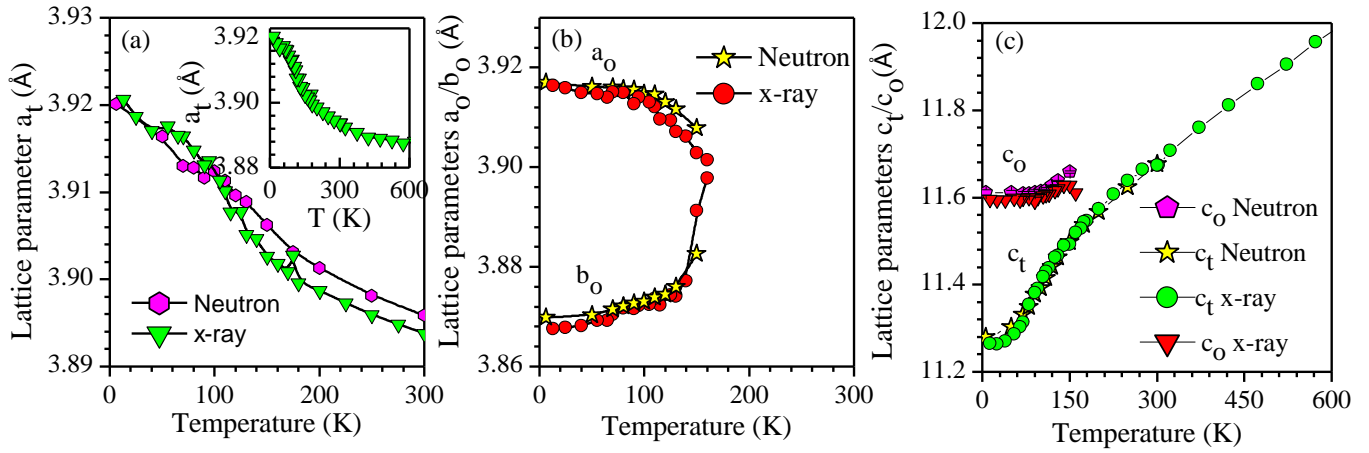 Lattice parameter a_t (Å)
3.93
3.92
3.91
3.90
3.89
0
100
200
300
Temperature (K)
(a)
Neutron
x-ray
a_t (Å)
3.92
3.90
3.88
0
300
600
T (K)
Lattice parameters a_o/b_o (Å)
3.92
3.90
3.88
3.86
0
100
200
300
Temperature (K)
(b)
a_o
b_o
Neutron
x-ray
Lattice parameters c_t/c_o(Å)
12.0
11.8
11.6
11.4
11.2
0
150
300
450
600
Temperature (K)
(c)
c_o
c_t
c_o Neutron
c_t Neutron
c_t x-ray
c_o x-ray